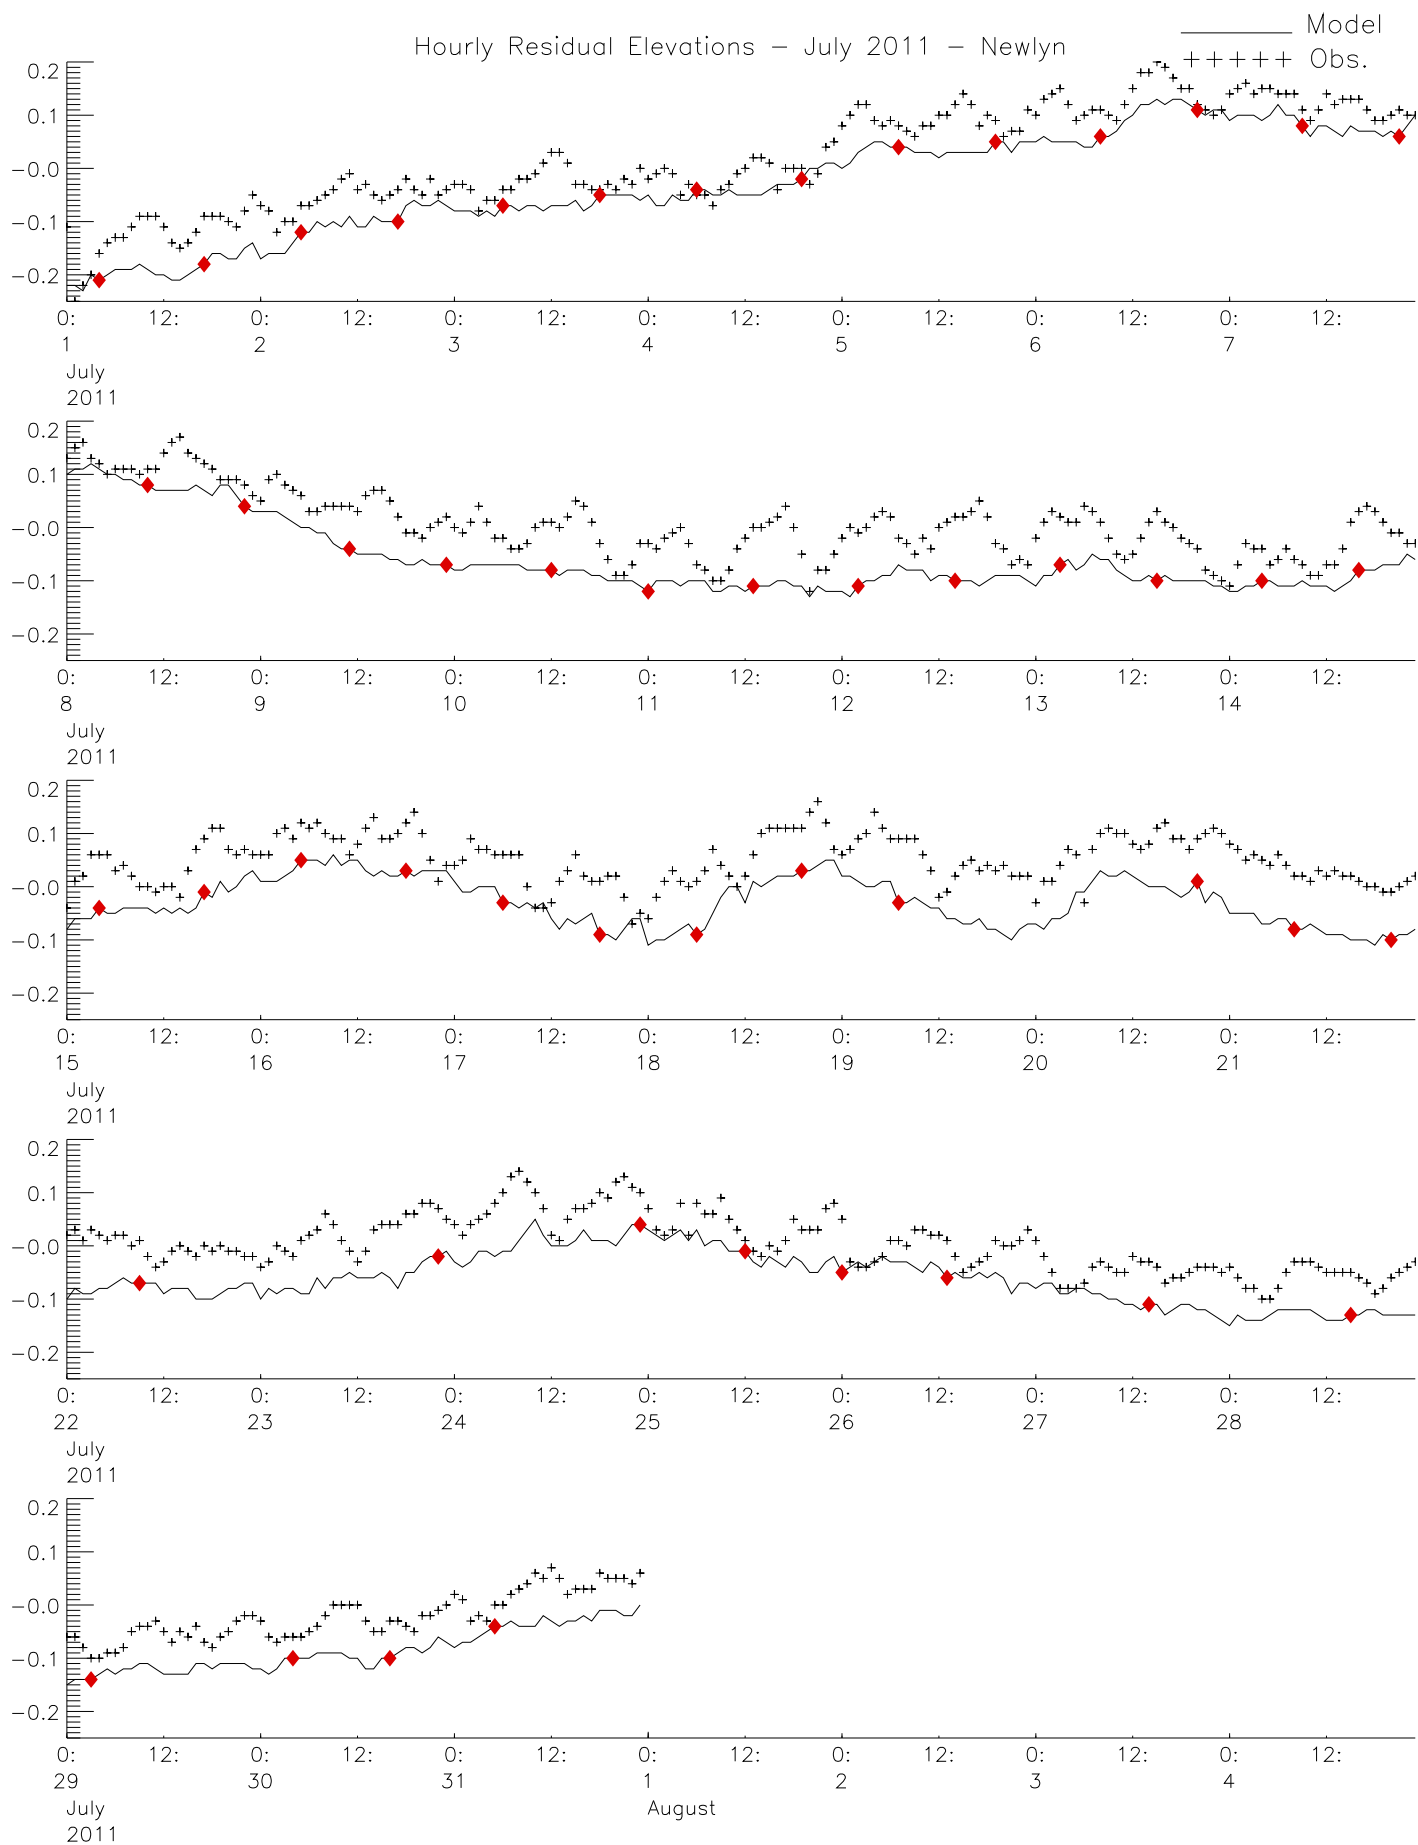 Hourly Residual Elevations – July 2011 – Newlyn
Model
+++++ Obs.
0.2
0.1
−0.0
−0.1
−0.2
0: 12: 0: 12: 0: 12: 0: 12: 0: 12: 0: 12: 0: 12:
1 2 3 4 5 6 7
July
2011
0.2
0.1
−0.0
−0.1
−0.2
0: 12: 0: 12: 0: 12: 0: 12: 0: 12: 0: 12: 0: 12:
8 9 10 11 12 13 14
July
2011
0.2
0.1
−0.0
−0.1
−0.2
0: 12: 0: 12: 0: 12: 0: 12: 0: 12: 0: 12: 0: 12:
15 16 17 18 19 20 21
July
2011
0.2
0.1
−0.0
−0.1
−0.2
0: 12: 0: 12: 0: 12: 0: 12: 0: 12: 0: 12: 0: 12:
22 23 24 25 26 27 28
July
2011
0.2
0.1
−0.0
−0.1
−0.2
0: 12: 0: 12: 0: 12: 0: 12: 0: 12: 0: 12: 0: 12:
29 30 31 1 2 3 4
July August
2011